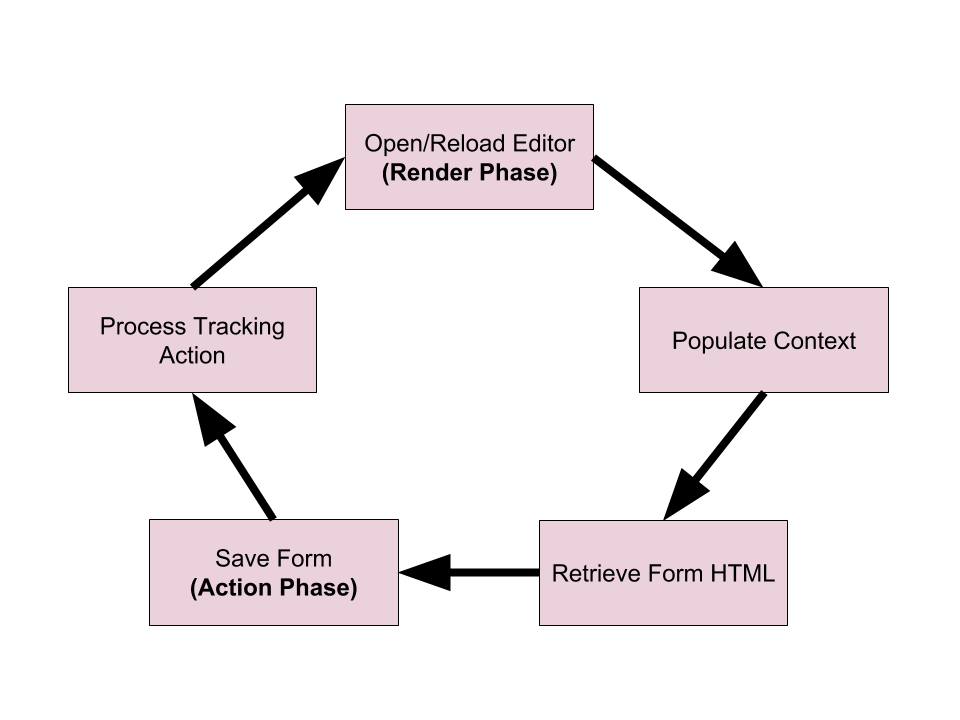 Open/Reload Editor
(Render Phase)
Process Tracking
Action
Populate Context
Save Form
(Action Phase)
Retrieve Form HTML